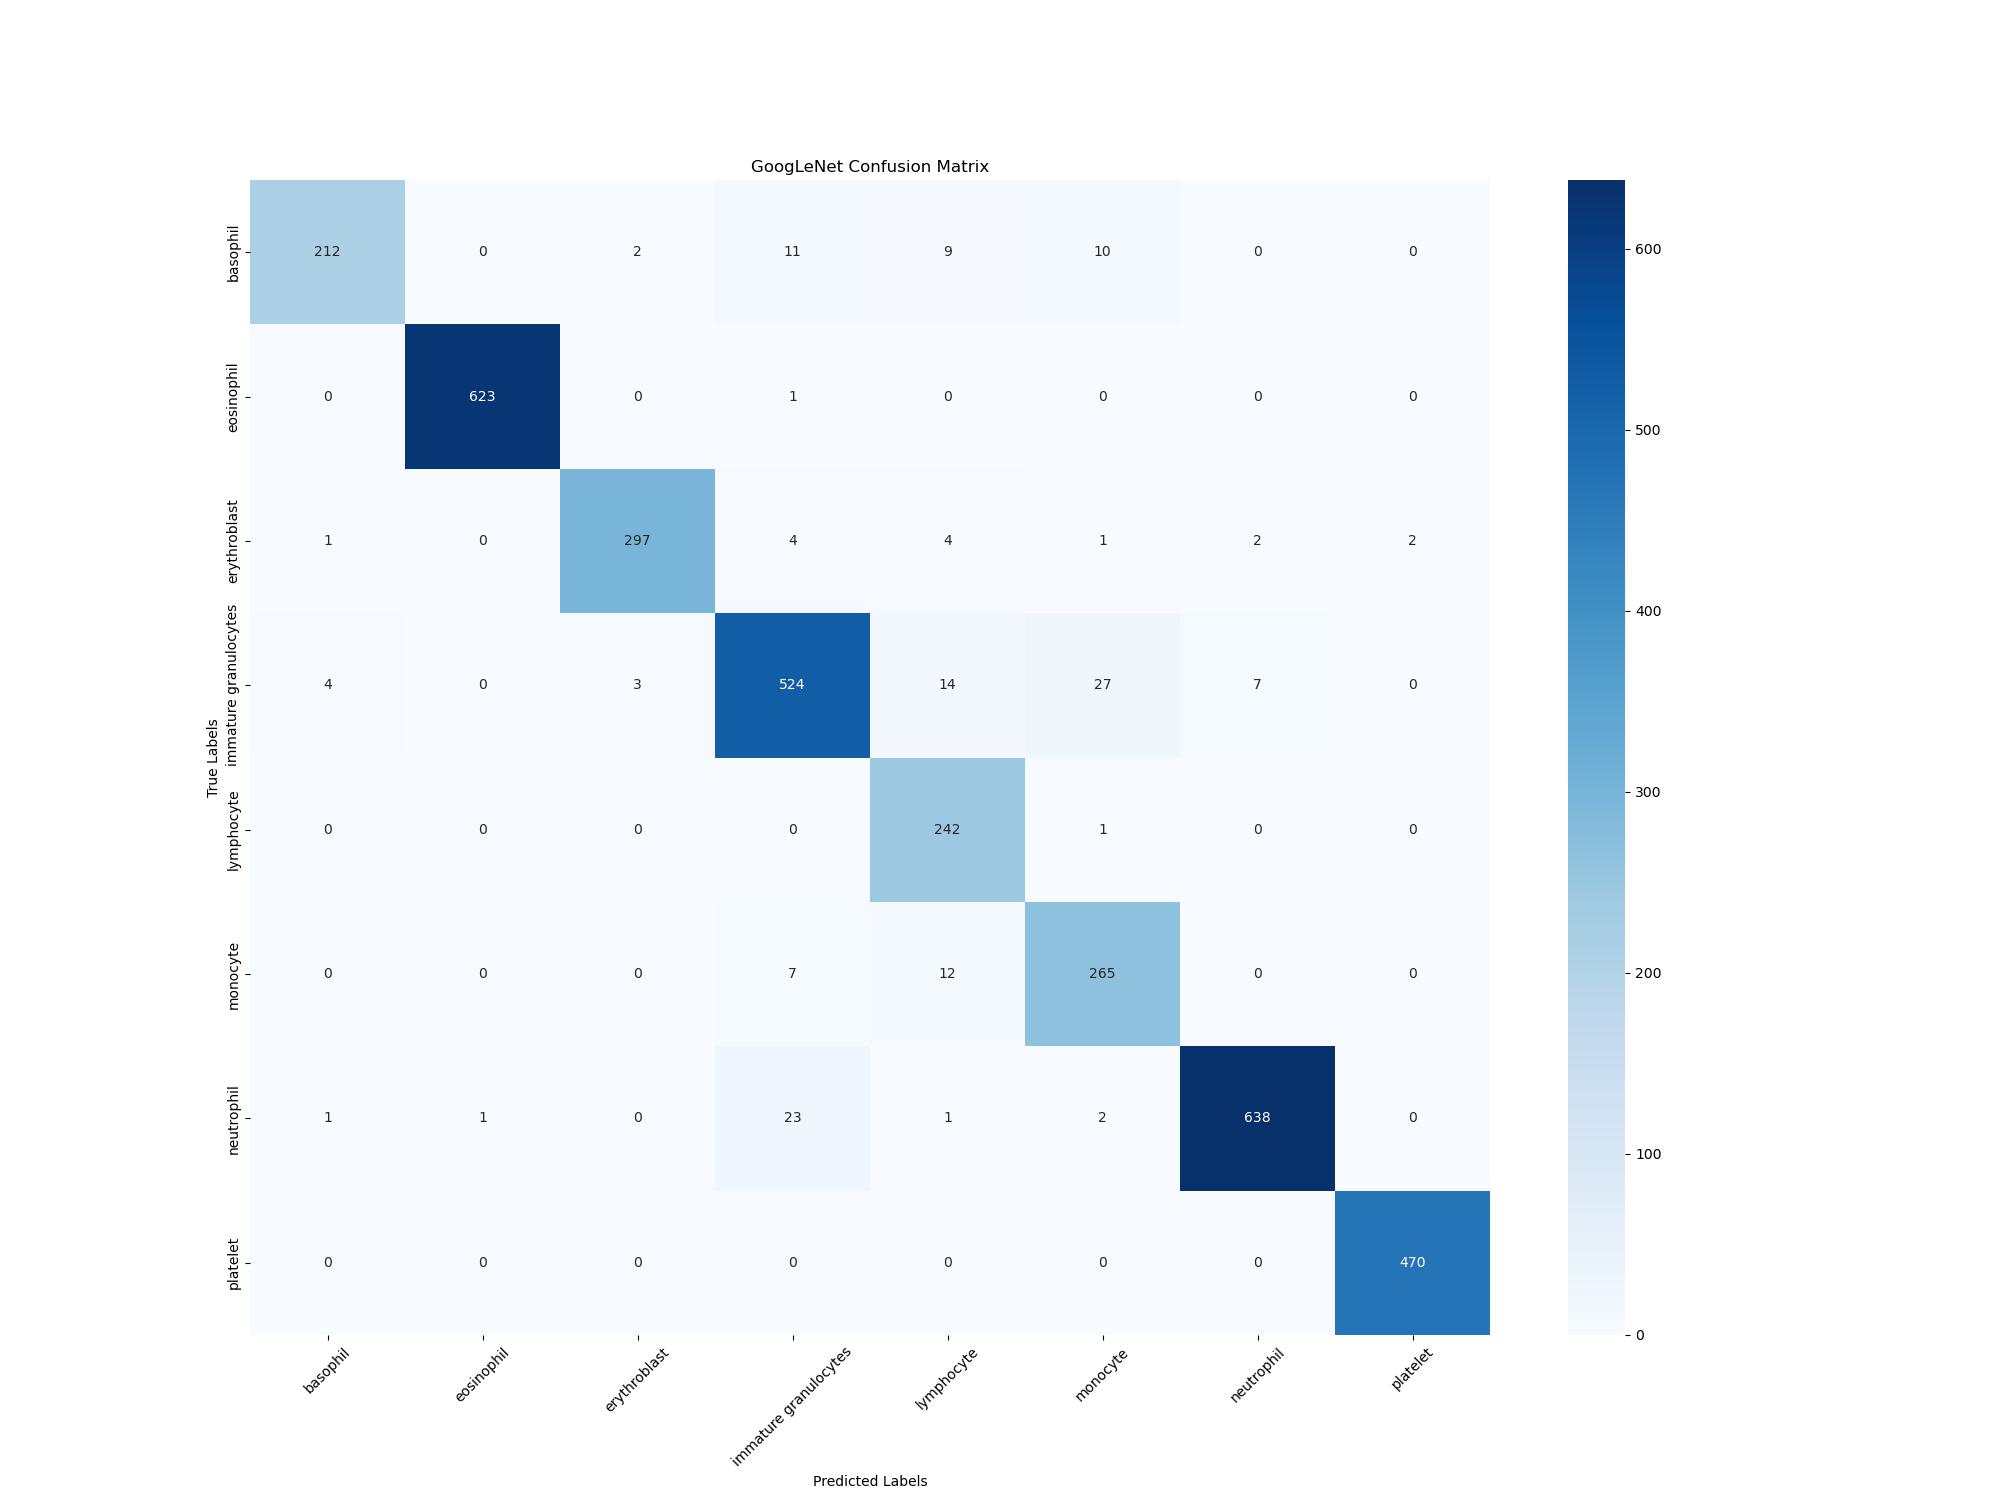 GoogLeNet Confusion Matrix
True Labels
basophil 212 0 2 11 9 10 0 0
eosinophil 0 623 0 1 0 0 0 0
erythroblast 1 0 297 4 4 1 2 2
immature granulocytes 4 0 3 524 14 27 7 0
lymphocyte 0 0 0 0 242 1 0 0
monocyte 0 0 0 7 12 265 0 0
neutrophil 1 1 0 23 1 2 638 0
platelet 0 0 0 0 0 0 0 470
basophil eosinophil erythroblast immature granulocytes lymphocyte monocyte neutrophil platelet
Predicted Labels
600
500
400
300
200
100
0